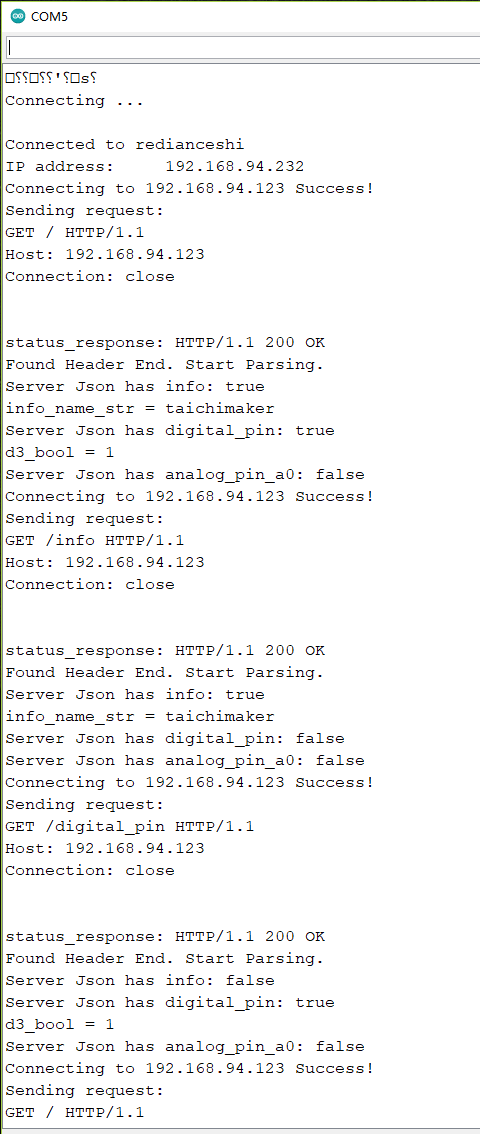 COM5
Connecting ...
Connected to redianceshi
IP address:     192.168.94.232
Connecting to 192.168.94.123 Success!
Sending request:
GET / HTTP/1.1
Host: 192.168.94.123
Connection: close
status_response: HTTP/1.1 200 OK
Found Header End. Start Parsing.
Server Json has info: true
info_name_str = taichimaker
Server Json has digital_pin: true
d3_bool = 1
Server Json has analog_pin_a0: false
Connecting to 192.168.94.123 Success!
Sending request:
GET /info HTTP/1.1
Host: 192.168.94.123
Connection: close
status_response: HTTP/1.1 200 OK
Found Header End. Start Parsing.
Server Json has info: true
info_name_str = taichimaker
Server Json has digital_pin: false
Server Json has analog_pin_a0: false
Connecting to 192.168.94.123 Success!
Sending request:
GET /digital_pin HTTP/1.1
Host: 192.168.94.123
Connection: close
status_response: HTTP/1.1 200 OK
Found Header End. Start Parsing.
Server Json has info: false
Server Json has digital_pin: true
d3_bool = 1
Server Json has analog_pin_a0: false
Connecting to 192.168.94.123 Success!
Sending request:
GET / HTTP/1.1